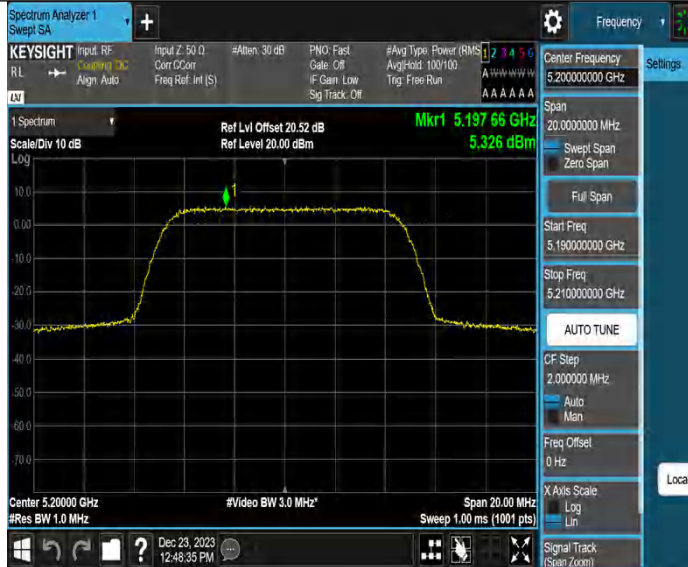 Spectrum Analyzer 1
Swept SA
+
Frequency
KEYSIGHT
RL
LXI
Input: RF
Coupling: DC
Align: Auto
Input Z: 50 Ω
Corr CCorr
Freq Ref: Int (S)
#Atten: 30 dB
PNO: Fast
Gate: Off
IF Gain: Low
Sig Track: Off
#Avg Type: Power (RMS
Avg|Hold: 100/100
Trig: Free Run
1 2 3 4 5 6
A W W W W W
A A A A A A
1 Spectrum
Scale/Div 10 dB
Log
Ref Lvl Offset 20.52 dB
Ref Level 20.00 dBm
Mkr1 5.197 66 GHz
5.326 dBm
1
10.0
0.00
-10.0
-20.0
-30.0
-40.0
-50.0
-60.0
-70.0
Center 5.20000 GHz
#Res BW 1.0 MHz
#Video BW 3.0 MHz*
Span 20.00 MHz
Sweep 1.00 ms (1001 pts)
?
Dec 23, 2023
12:48:35 PM
Center Frequency
5.200000000 GHz
Span
20.0000000 MHz
Swept Span
Zero Span
Full Span
Start Freq
5.190000000 GHz
Stop Freq
5.210000000 GHz
AUTO TUNE
CF Step
2.000000 MHz
Auto
Man
Freq Offset
0 Hz
X Axis Scale
Log
Lin
Signal Track
(Span Zoom)
Settings
Loca